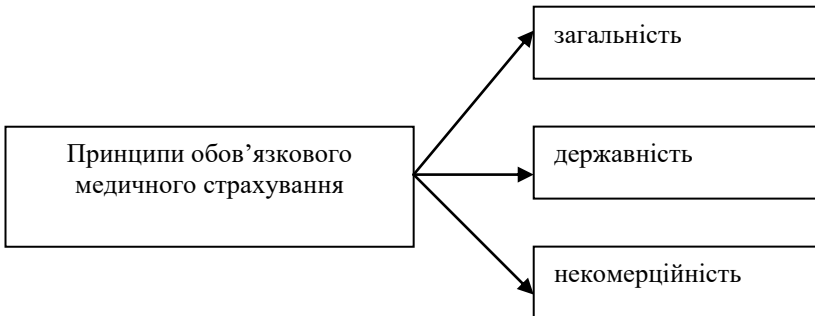 загальність
Принципи обов’язкового
медичного страхування
державність
некомерційність